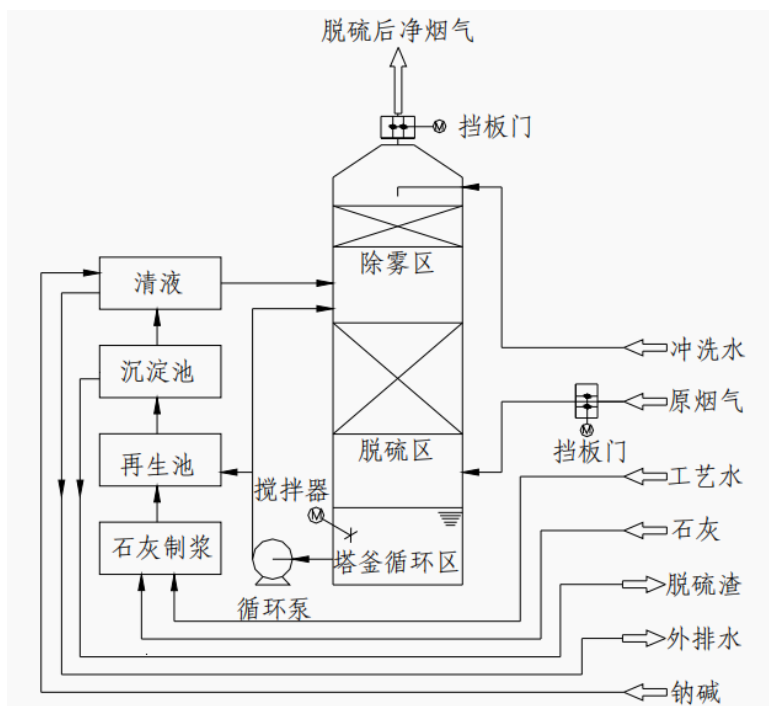 脱硫后净烟气
M
挡板门
除雾区
清液
冲洗水
沉淀池
原烟气
脱硫区
M
挡板门
再生池
搅拌器
M
工艺水
石灰
石灰制浆
塔釜循环区
循环泵
脱硫渣
外排水
钠碱